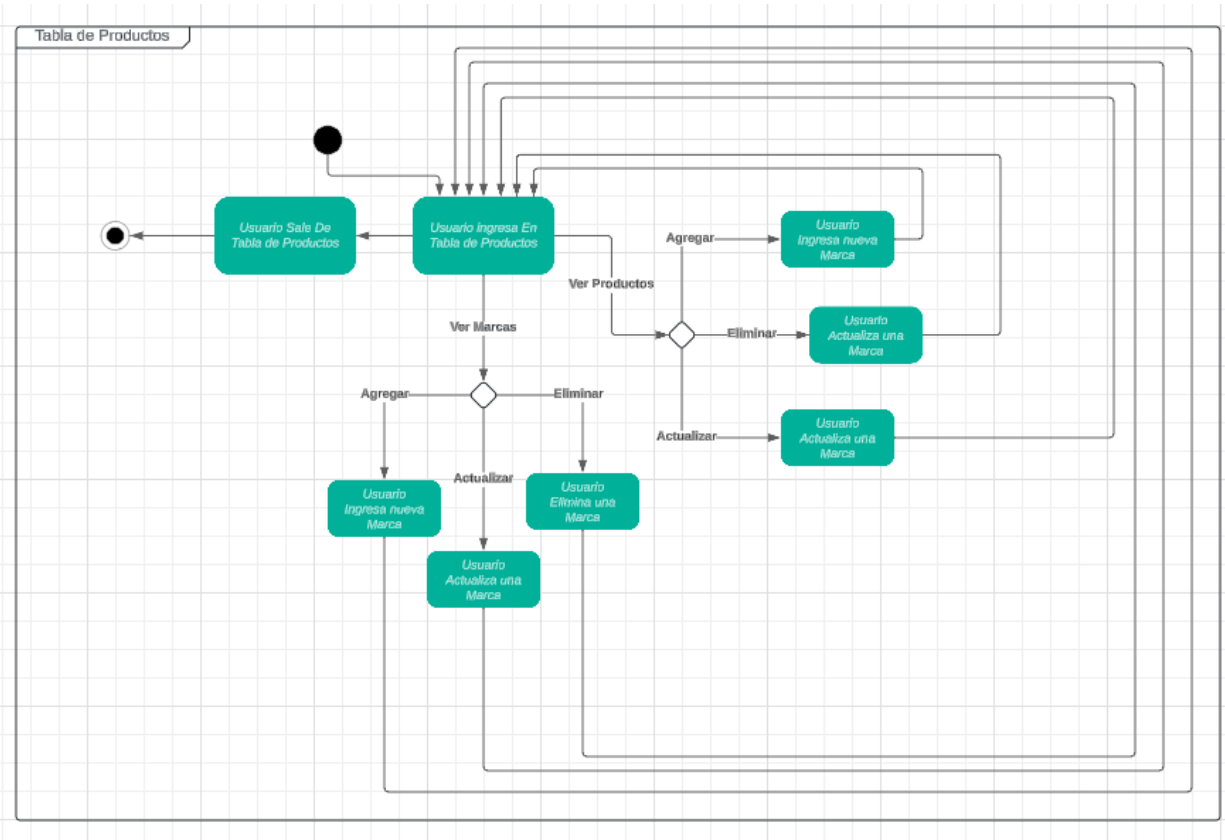 Tabla de Productos
Usuario Sale De
Tabla de Productos
Usuario Ingresa En
Tabla de Productos
Agregar
Usuario
Ingresa nueva
Marca
Ver Productos
Ver Marcas
Eliminar
Usuario
Actualiza una
Marca
Agregar
Eliminar
Actualizar
Usuario
Actualiza una
Marca
Actualizar
Usuario
Ingresa nueva
Marca
Usuario
Elimina una
Marca
Usuario
Actualiza una
Marca